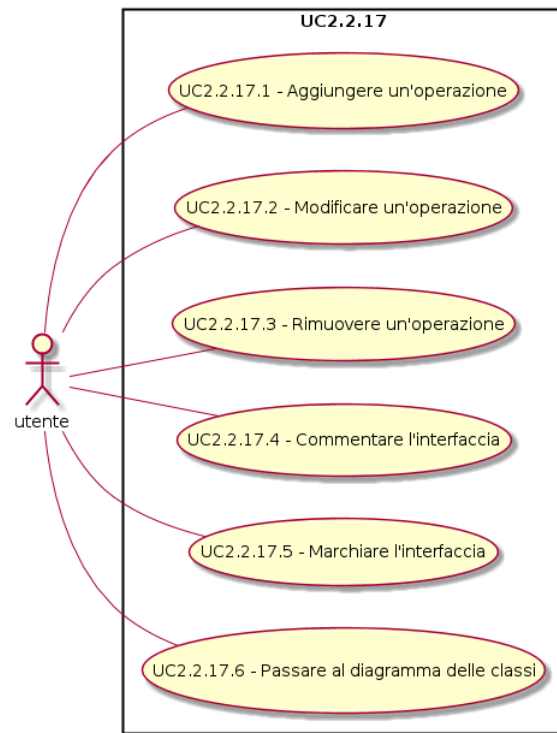 UC2.2.17
UC2.2.17.1 - Aggiungere un'operazione
UC2.2.17.2 - Modificare un'operazione
UC2.2.17.3 - Rimuovere un'operazione
utente
UC2.2.17.4 - Commentare l'interfaccia
UC2.2.17.5 - Marchiare l'interfaccia
UC2.2.17.6 - Passare al diagramma delle classi